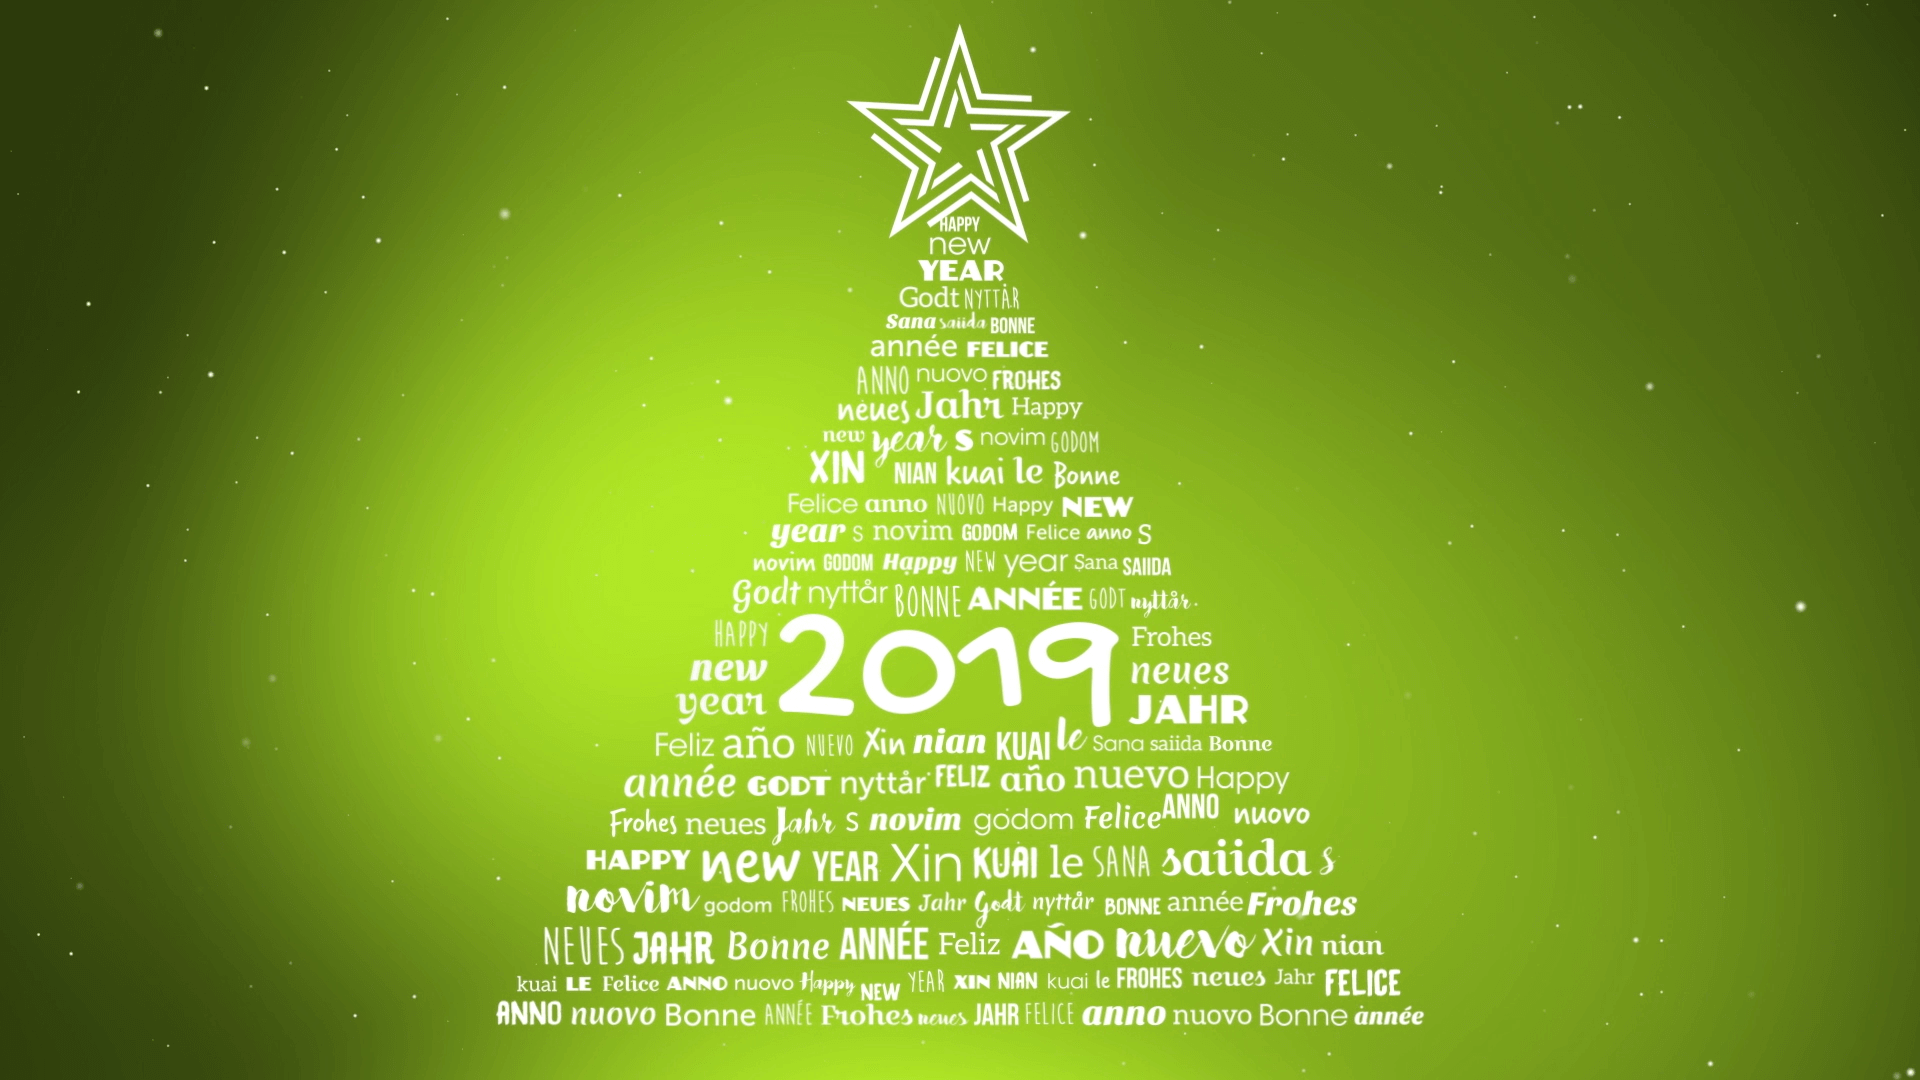 HAPPY
new
YEAR
Godt NYTTÅR
Sana saiida BONNE
année FELICE
ANNO nuovo FROHES
neues Jahr Happy
new year s novim GODOM
XIN NIAN kuai le Bonne
Felice anno NUOVO Happy NEW
year s novim GODOM Felice anno S
novim GODOM Happy NEW year Sana SAIIDA
Godt nyttår BONNE ANNÉE GODT nyttår
HAPPY
new
year
2019
Frohes
neues
JAHR
Feliz año NUEVO Xin nian KUAI le Sana saiida Bonne
année GODT nyttår FELIZ año nuevo Happy
Frohes neues Jahr s novim godom Felice ANNO nuovo
HAPPY new YEAR Xin KUAI le SANA saiida s
novim godom FROHES NEUES Jahr Godt nyttår BONNE année Frohes
NEUES JAHR Bonne ANNÉE Feliz AÑO nuevo Xin nian
kuai LE Felice ANNO nuovo Happy NEW YEAR XIN NIAN kuai le FROHES neues Jahr FELICE
ANNO nuovo Bonne ANNÉE Frohes neues JAHR FELICE anno nuovo Bonne année